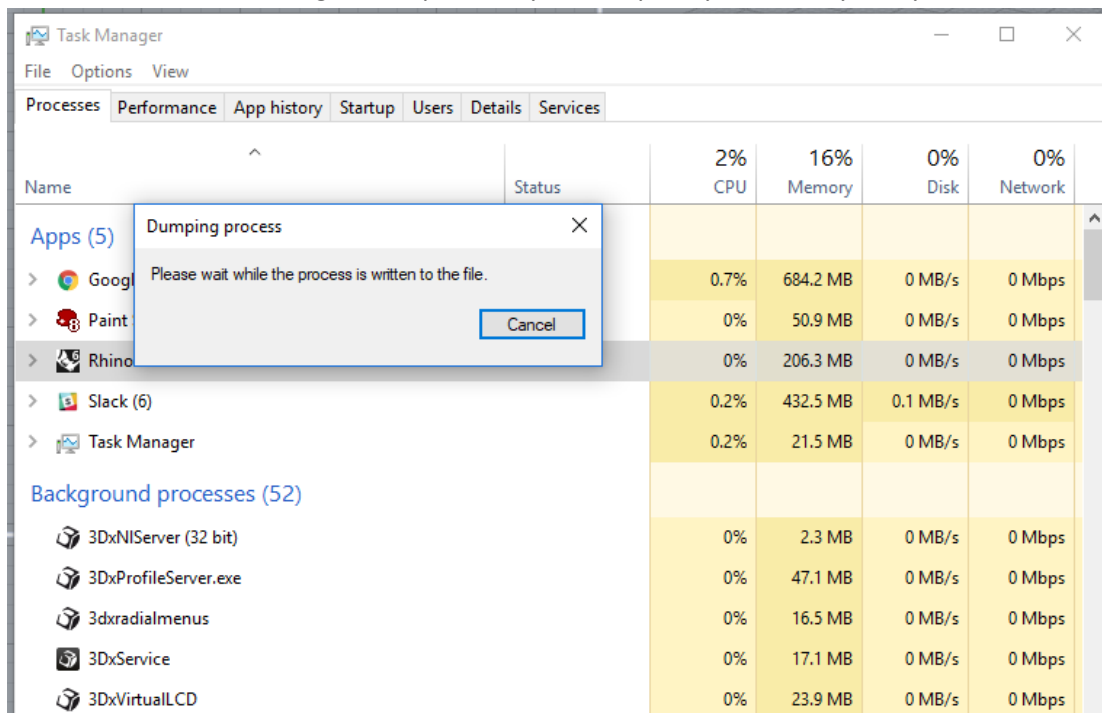 Task Manager
File Options View
Processes Performance App history Startup Users Details Services
2% 16% 0% 0%
Name Status CPU Memory Disk Network
Dumping process
Please wait while the process is written to the file.
Cancel
Apps (5)
0.7% 684.2 MB 0 MB/s 0 Mbps
Paint 0% 50.9 MB 0 MB/s 0 Mbps
Rhino 0% 206.3 MB 0 MB/s 0 Mbps
Slack (6) 0.2% 432.5 MB 0.1 MB/s 0 Mbps
Task Manager 0.2% 21.5 MB 0 MB/s 0 Mbps
Background processes (52)
3DxNlServer (32 bit) 0% 2.3 MB 0 MB/s 0 Mbps
3DxProfileServer.exe 0% 47.1 MB 0 MB/s 0 Mbps
3dxradialmenus 0% 16.5 MB 0 MB/s 0 Mbps
3DxService 0% 17.1 MB 0 MB/s 0 Mbps
3DxVirtualLCD 0% 23.9 MB 0 MB/s 0 Mbps